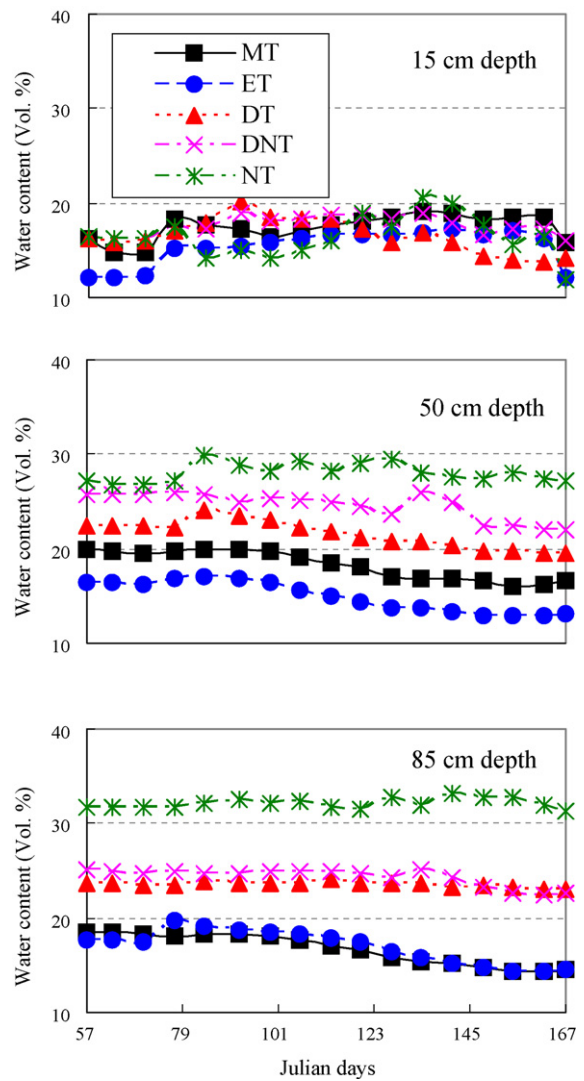 40
30
20
10
Water content (Vol. %)
MT
ET
DT
DNT
NT
15 cm depth
40
30
20
10
Water content (Vol. %)
50 cm depth
40
30
20
10
Water content (Vol. %)
85 cm depth
57 79 101 123 145 167
Julian days